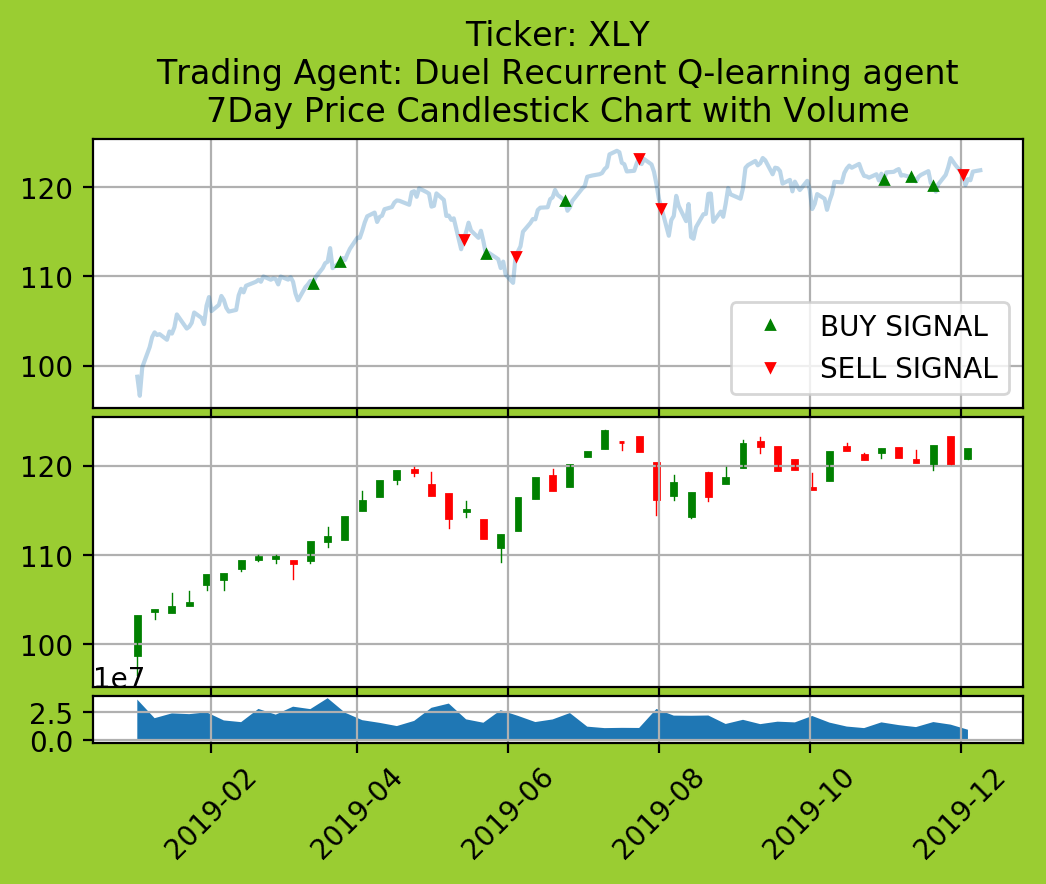 Ticker: XLY
Trading Agent: Duel Recurrent Q-learning agent
7Day Price Candlestick Chart with Volume
120
110
100
BUY SIGNAL
SELL SIGNAL
120
110
100
1e7
2.5
0.0
2019-02
2019-04
2019-06
2019-08
2019-10
2019-12